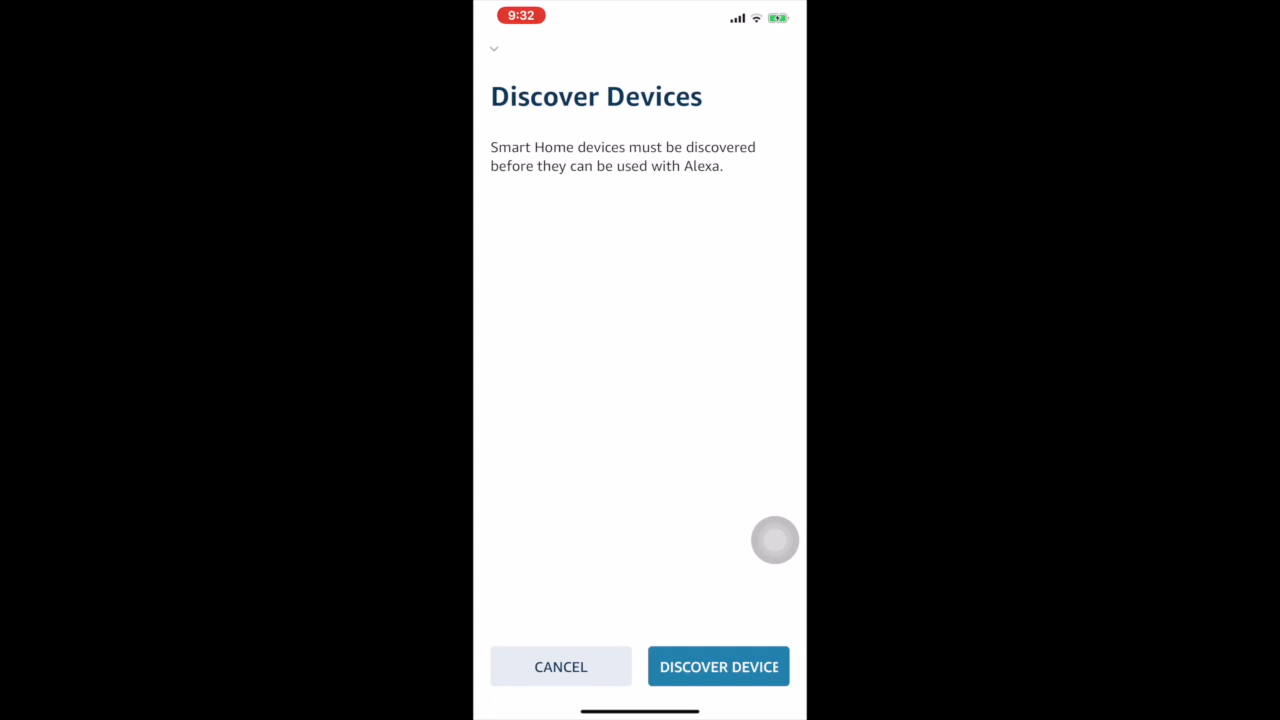 9:32
Discover Devices
Smart Home devices must be discovered
before they can be used with Alexa.
CANCEL
DISCOVER DEVICE